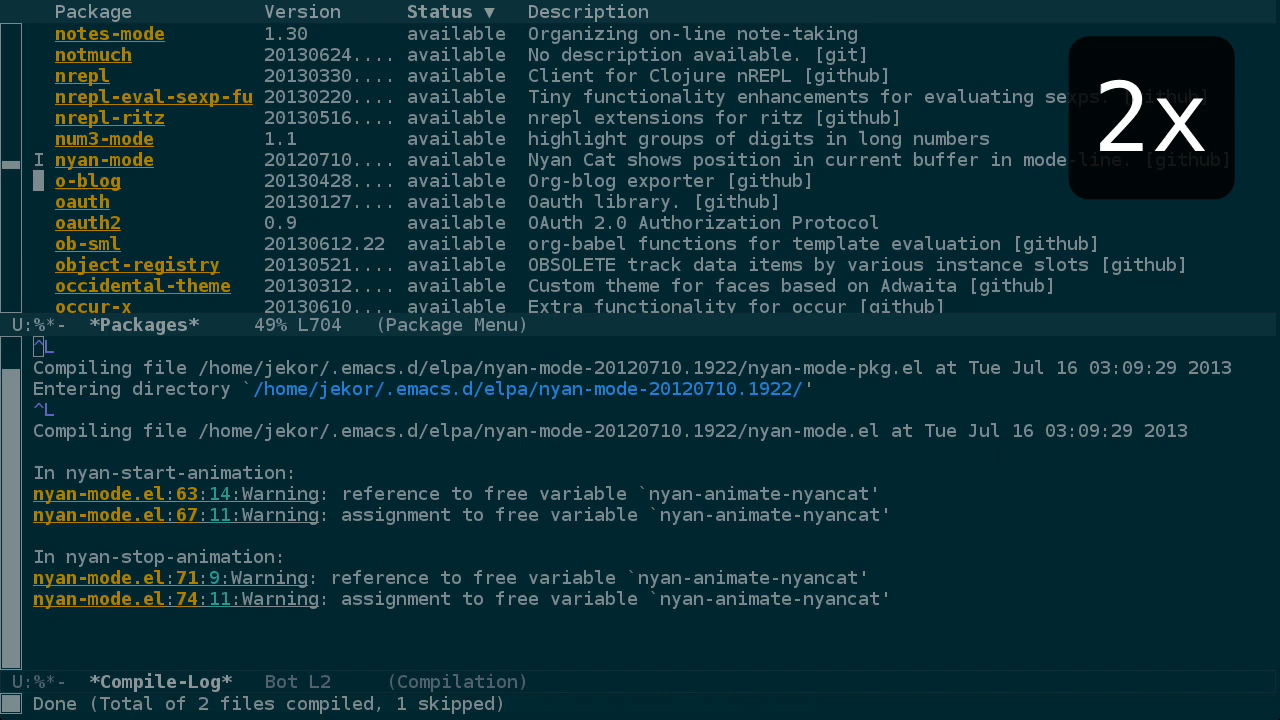 Package Version Status ▼ Description
notes-mode 1.30 available Organizing on-line note-taking
notmuch 20130624.... available No description available. [git]
nrepl 20130330.... available Client for Clojure nREPL [github]
nrepl-eval-sexp-fu 20130220.... available Tiny functionality enhancements for evaluating sexps. [github]
nrepl-ritz 20130516.... available nrepl extensions for ritz [github]
num3-mode 1.1 available highlight groups of digits in long numbers
I nyan-mode 20120710.... available Nyan Cat shows position in current buffer in mode-line. [github]
o-blog 20130428.... available Org-blog exporter [github]
oauth 20130127.... available Oauth library. [github]
oauth2 0.9 available OAuth 2.0 Authorization Protocol
ob-sml 20130612.22 available org-babel functions for template evaluation [github]
object-registry 20130521.... available OBSOLETE track data items by various instance slots [github]
occidental-theme 20130312.... available Custom theme for faces based on Adwaita [github]
occur-x 20130610.... available Extra functionality for occur [github]
2x
U:%*- *Packages* 49% L704 (Package Menu)
^L
Compiling file /home/jekor/.emacs.d/elpa/nyan-mode-20120710.1922/nyan-mode-pkg.el at Tue Jul 16 03:09:29 2013
Entering directory `/home/jekor/.emacs.d/elpa/nyan-mode-20120710.1922/'
^L
Compiling file /home/jekor/.emacs.d/elpa/nyan-mode-20120710.1922/nyan-mode.el at Tue Jul 16 03:09:29 2013
In nyan-start-animation:
nyan-mode.el:63:14:Warning: reference to free variable `nyan-animate-nyancat'
nyan-mode.el:67:11:Warning: assignment to free variable `nyan-animate-nyancat'
In nyan-stop-animation:
nyan-mode.el:71:9:Warning: reference to free variable `nyan-animate-nyancat'
nyan-mode.el:74:11:Warning: assignment to free variable `nyan-animate-nyancat'
U:%*- *Compile-Log* Bot L2 (Compilation)
Done (Total of 2 files compiled, 1 skipped)